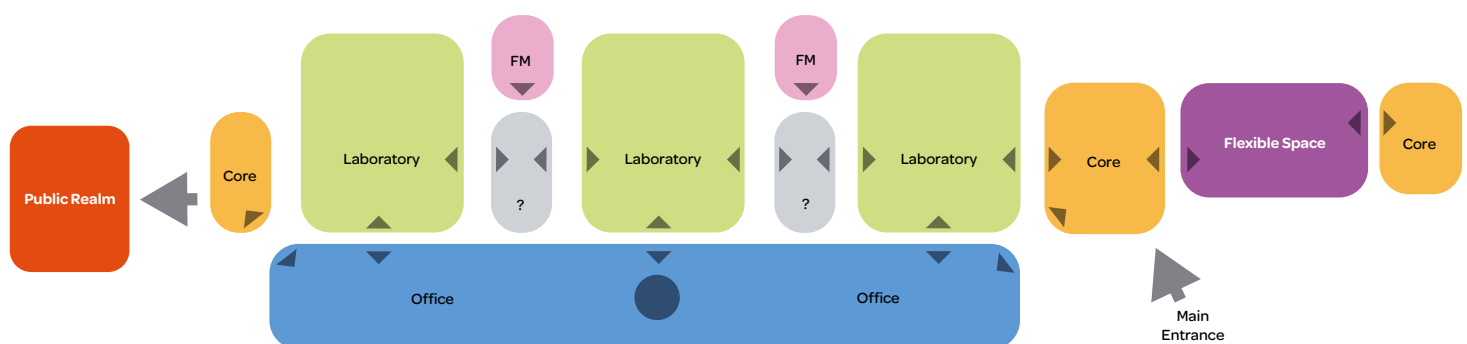 FM
FM
Laboratory
Laboratory
Laboratory
Core
Flexible Space
Core
Core
Public Realm
?
?
Office
Office
Main
Entrance